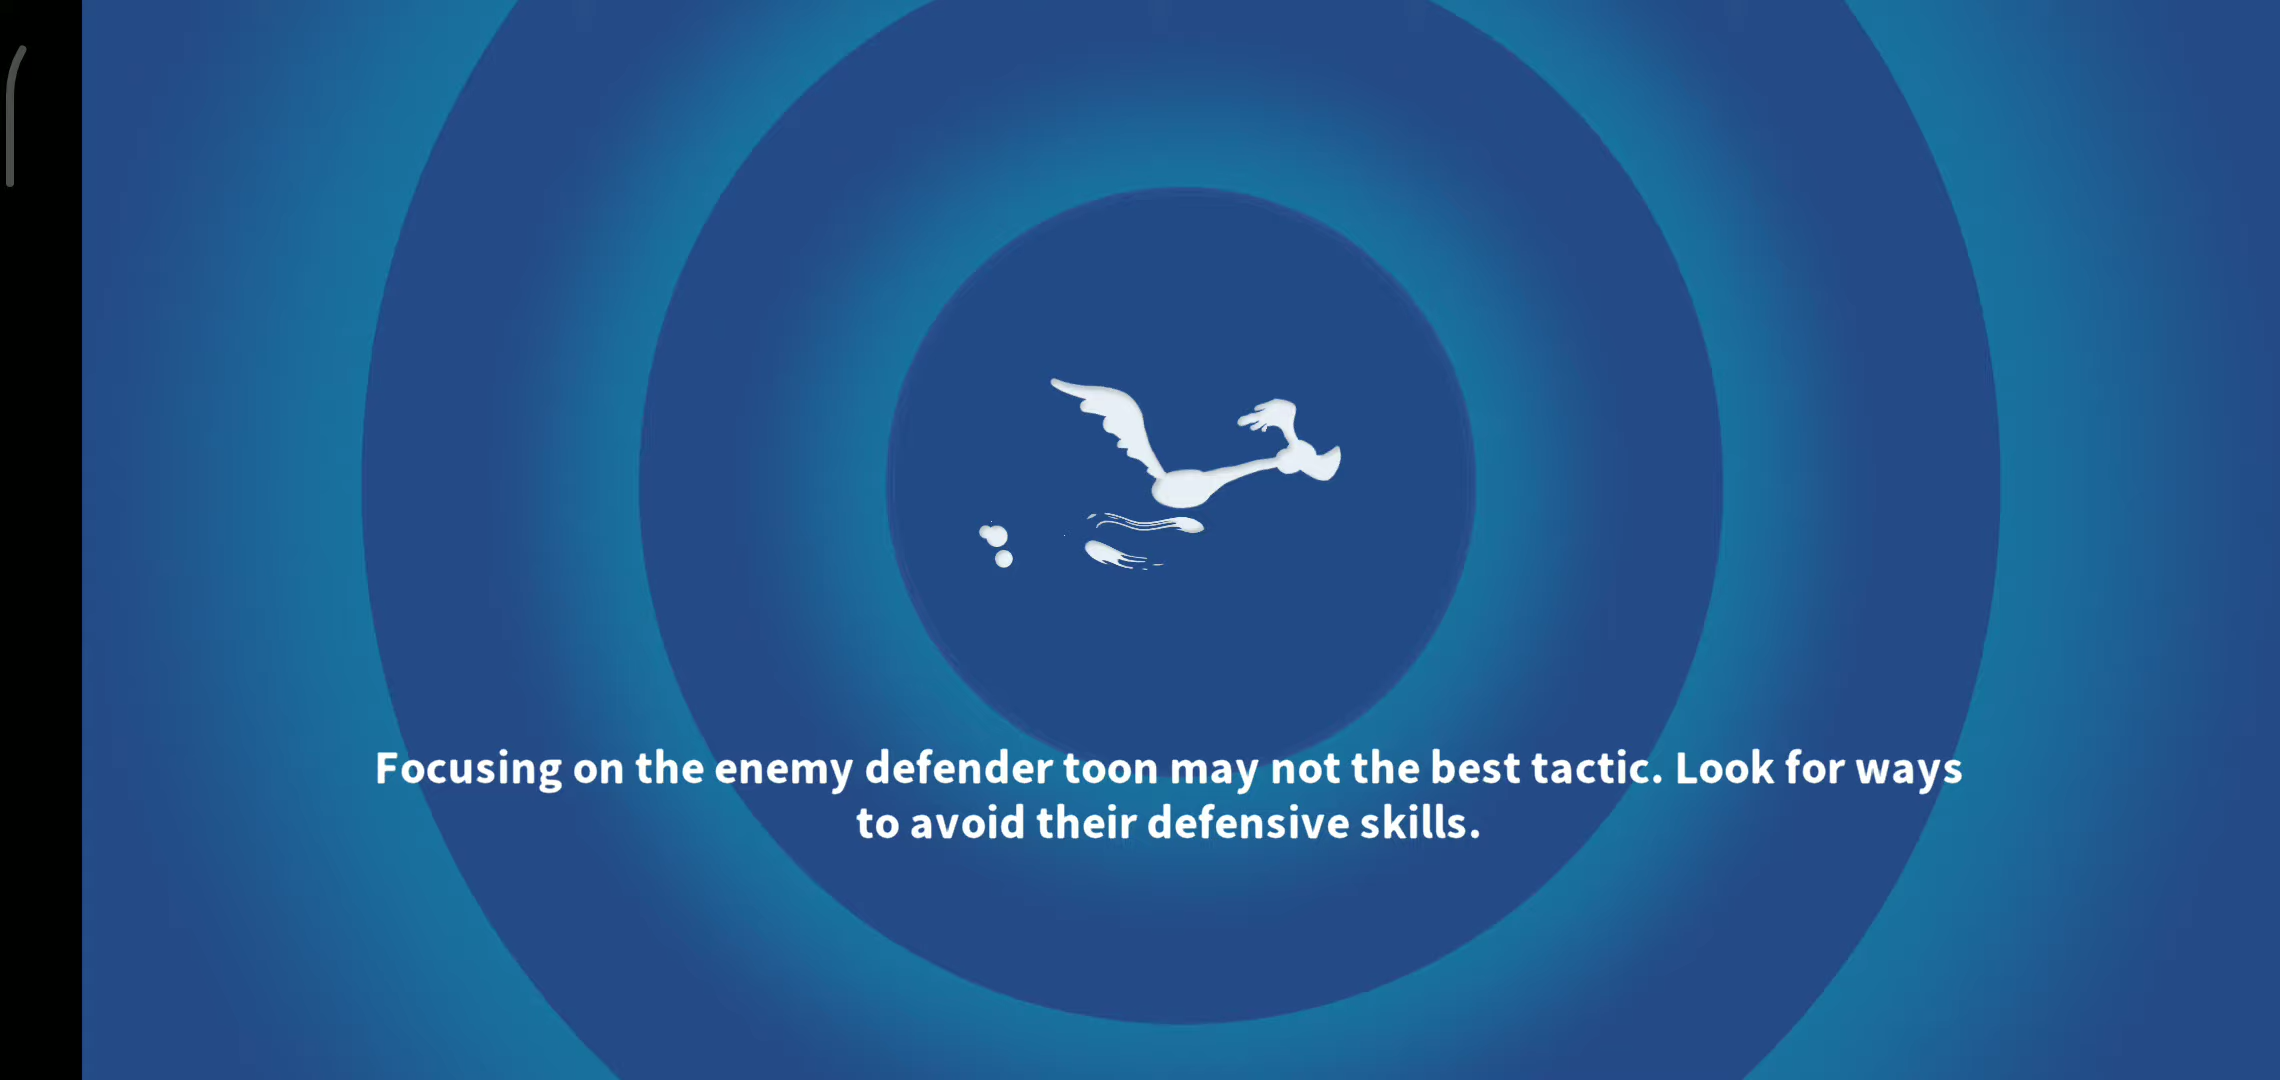 Focusing on the enemy defender toon may not the best tactic. Look for ways
to avoid their defensive skills.